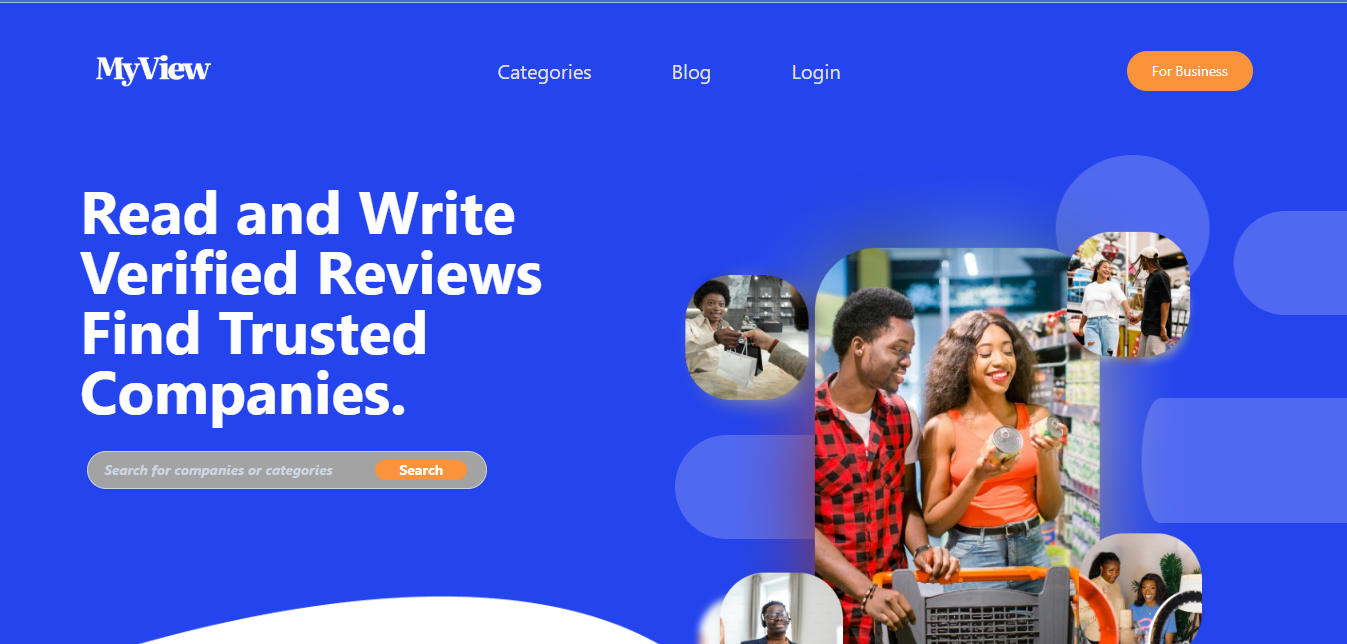 MyView
Categories
Blog
Login
For Business
Read and Write
Verified Reviews
Find Trusted
Companies.
Search for companies or categories
Search